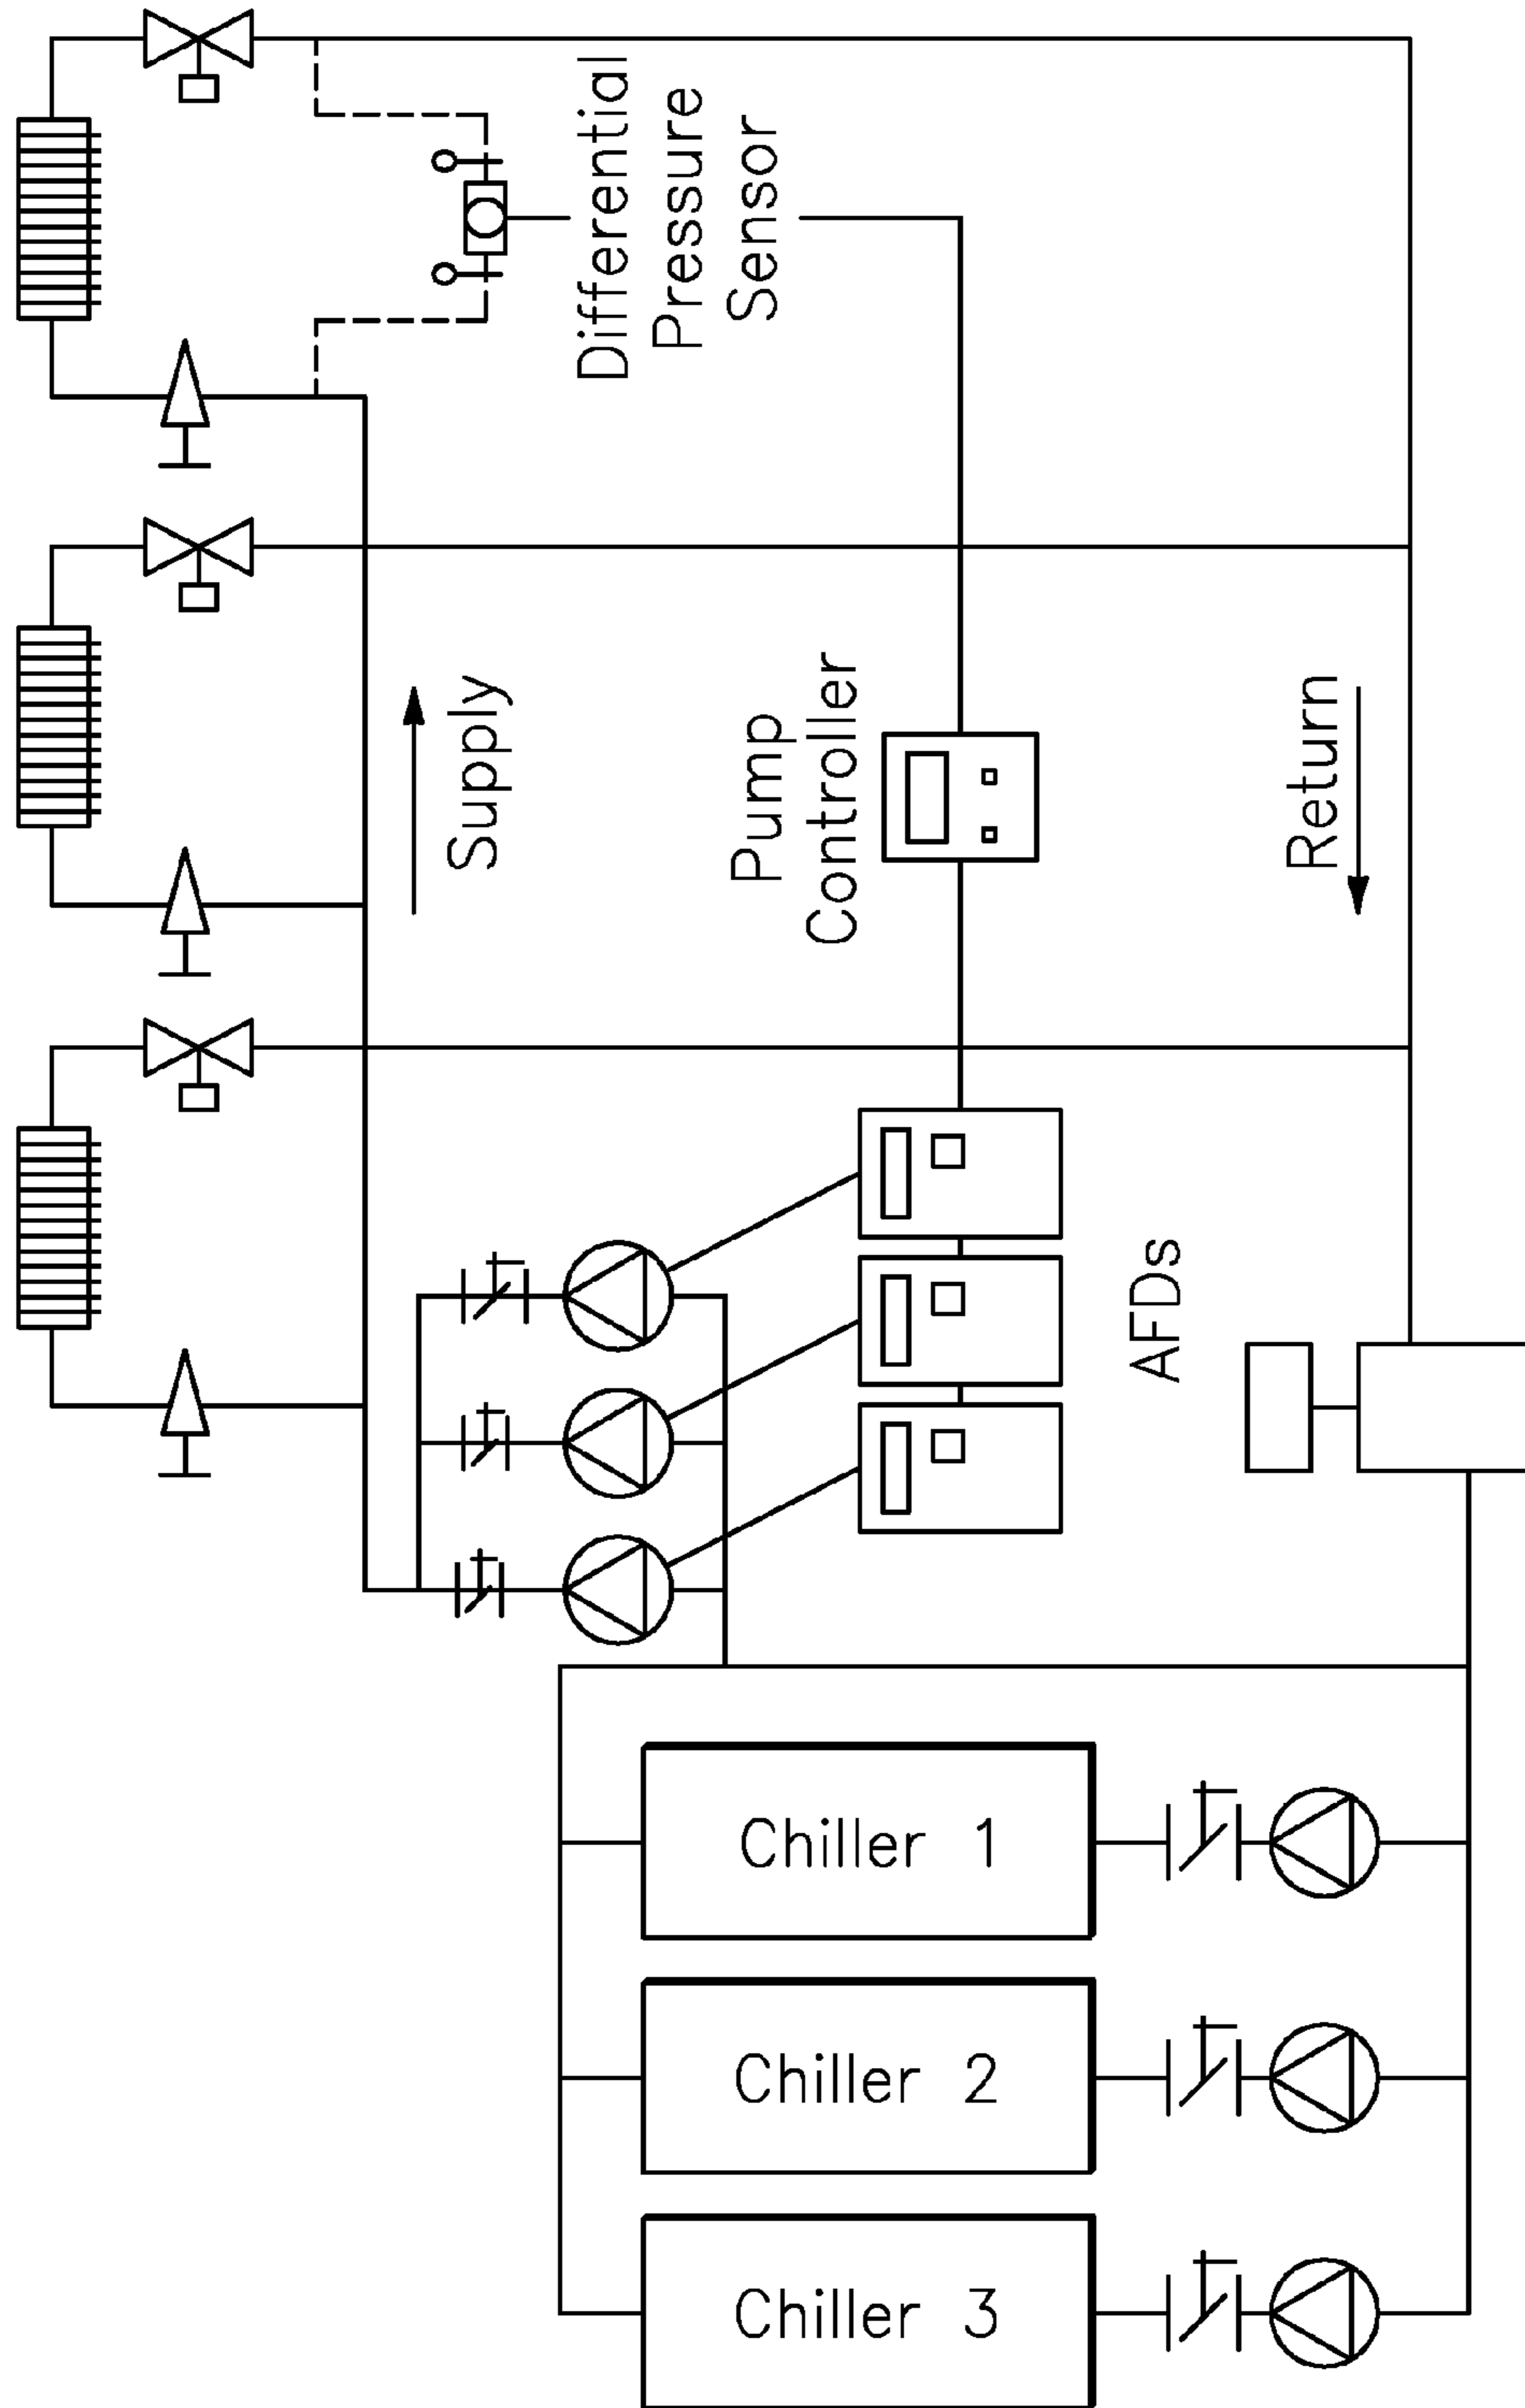 Differential
Pressure
Sensor
Supply
Pump
Controller
Return
AFDs
Chiller 1
Chiller 2
Chiller 3